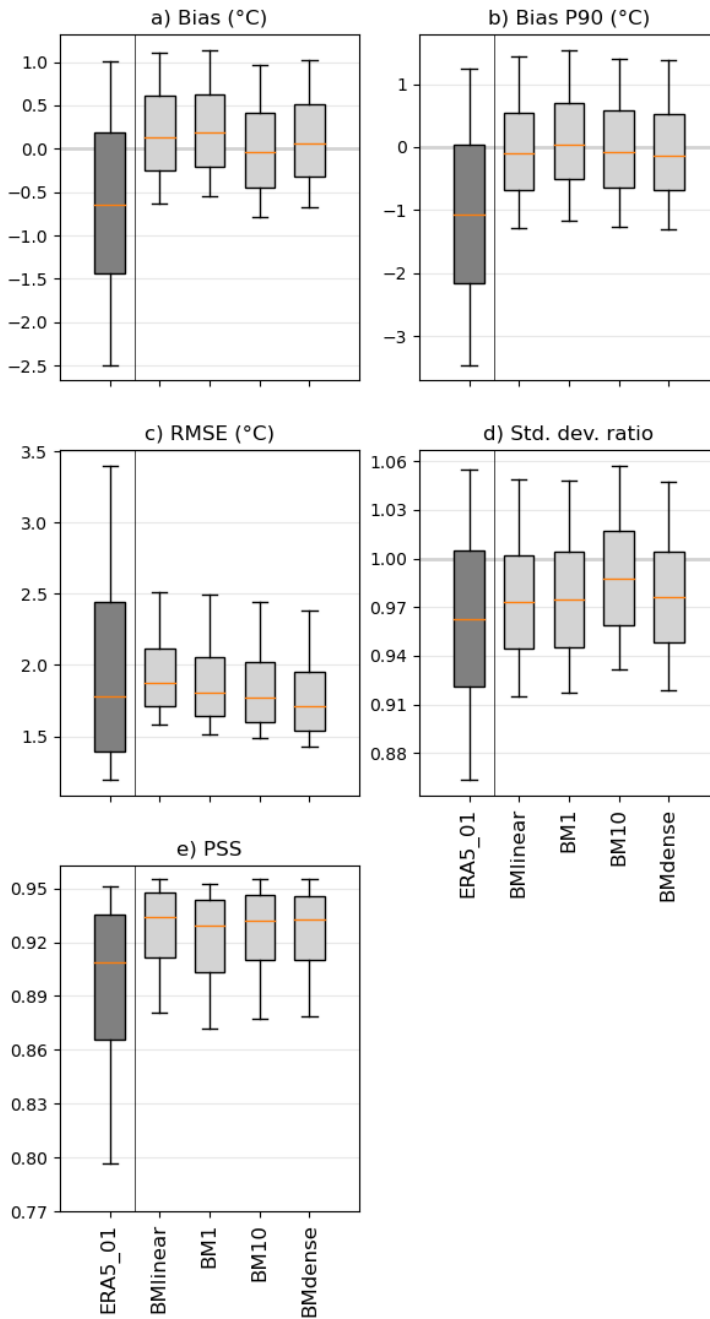 a) Bias (°C)
1.0
0.5
0.0
−0.5
−1.0
−1.5
−2.0
−2.5
b) Bias P90 (°C)
1
0
−1
−2
−3
c) RMSE (°C)
3.5
3.0
2.5
2.0
1.5
d) Std. dev. ratio
1.06
1.03
1.00
0.97
0.94
0.91
0.88
ERA5_01
BMlinear
BM1
BM10
BMdense
e) PSS
0.95
0.92
0.89
0.86
0.83
0.80
0.77
ERA5_01
BMlinear
BM1
BM10
BMdense